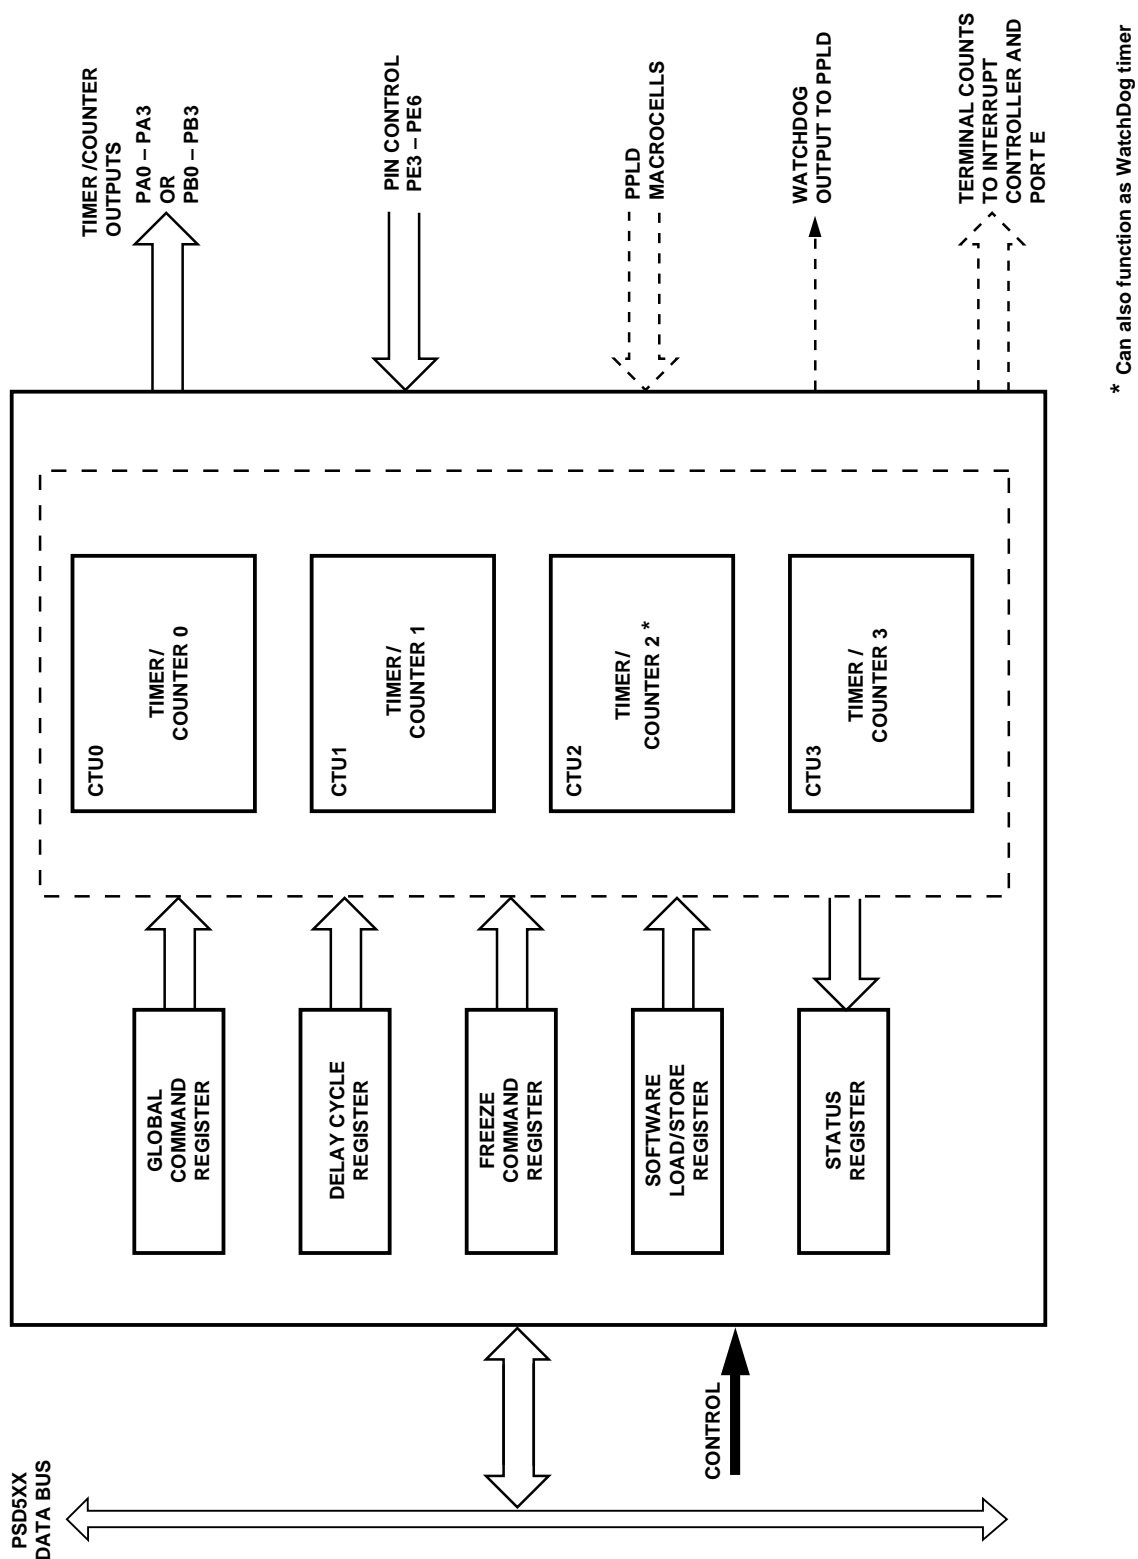 PSD5XX
DATA BUS
CONTROL
GLOBAL
COMMAND
REGISTER
DELAY CYCLE
REGISTER
FREEZE
COMMAND
REGISTER
SOFTWARE
LOAD/STORE
REGISTER
STATUS
REGISTER
CTU0
TIMER/
COUNTER 0
CTU1
TIMER/
COUNTER 1
CTU2
TIMER/
COUNTER 2 *
CTU3
TIMER /
COUNTER 3
TIMER /COUNTER
OUTPUTS
PA0 – PA3
OR
PB0 – PB3
PIN CONTROL
PE3 – PE6
PPLD
MACROCELLS
WATCHDOG
OUTPUT TO PPLD
TERMINAL COUNTS
TO INTERRUPT
CONTROLLER AND
PORT E
* Can also function as WatchDog timer